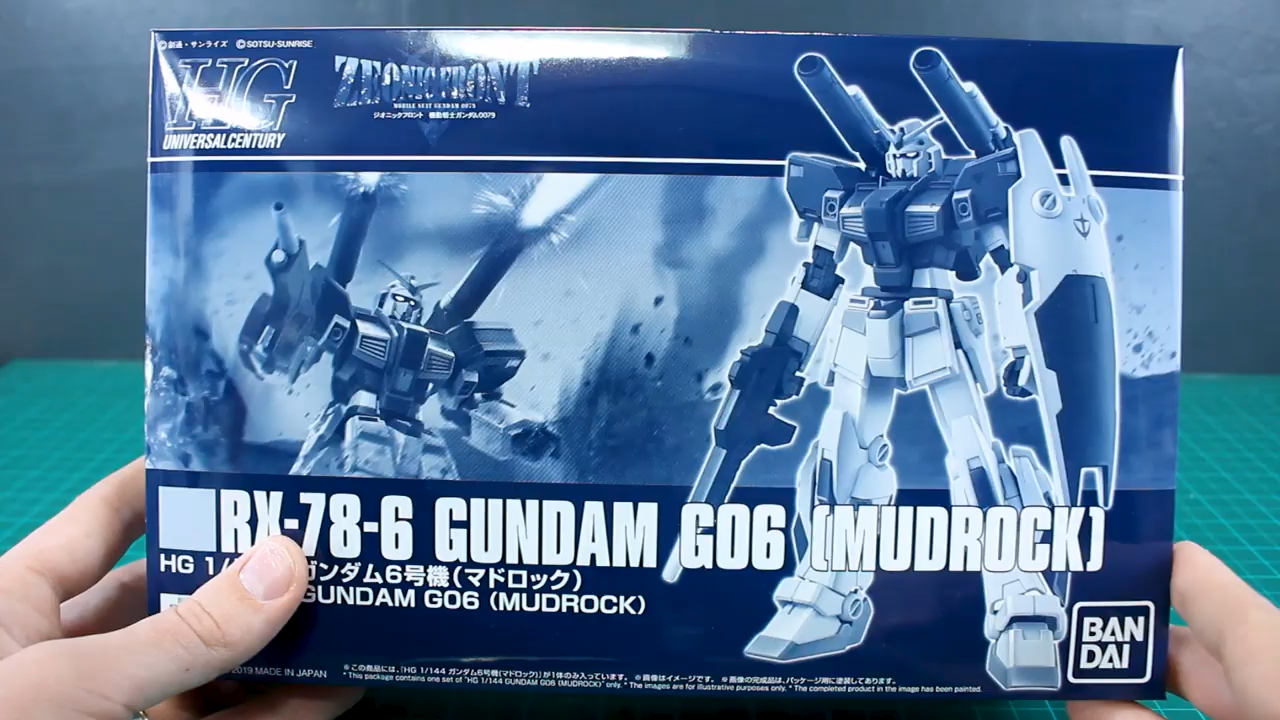 ©創通・サンライズ ©SOTSU・SUNRISE
HG
UNIVERSAL CENTURY
ZEONIC FRONT
MOBILE SUIT GUNDAM 0079
ジオニックフロント 機動戦士ガンダム0079
RX-78-6 GUNDAM G06 (MUDROCK)
HG 1/ ガンダム6号機(マドロック)
GUNDAM G06 (MUDROCK)
BAN
DAI
2019 MADE IN JAPAN
※この商品には、「HG 1/144 ガンダム6号機(マドロック)」が1体のみ入っています。 ※画像はイメージです。 ※画像の完成品は、パッケージ用に塗装してあります。
* This package contains one set of "HG 1/144 GUNDAM G06 (MUDROCK)" only. * The images are for illustrative purposes only. * The completed product in the image has been painted.